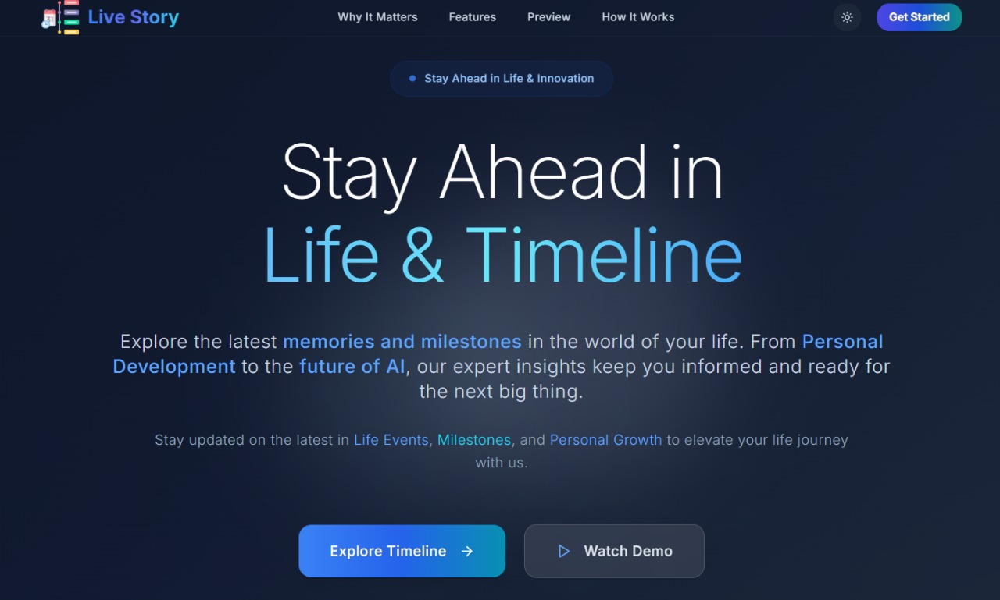 Live Story
Why It Matters
Features
Preview
How It Works
Get Started
Stay Ahead in Life & Innovation
Stay Ahead in
Life & Timeline
Explore the latest memories and milestones in the world of your life. From Personal
Development to the future of AI, our expert insights keep you informed and ready for
the next big thing.
Stay updated on the latest in Life Events, Milestones, and Personal Growth to elevate your life journey
with us.
Explore Timeline
Watch Demo